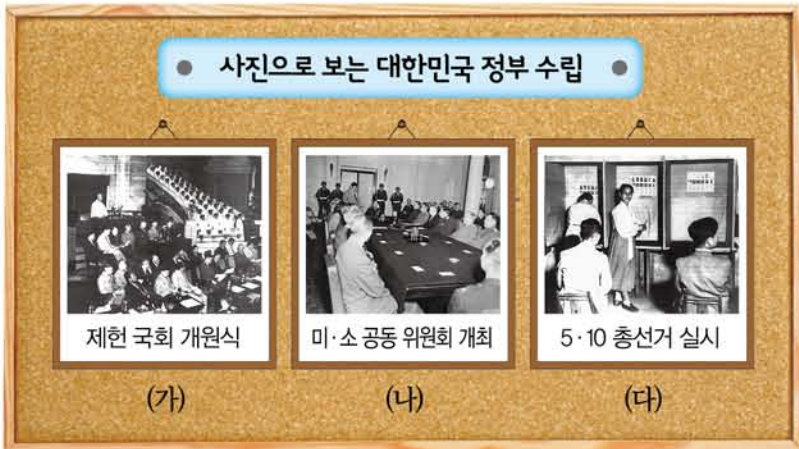 사진으로 보는 대한민국 정부 수립
제헌 국회 개원식
미·소 공동 위원회 개최
5·10 총선거 실시
(가)
(나)
(다)